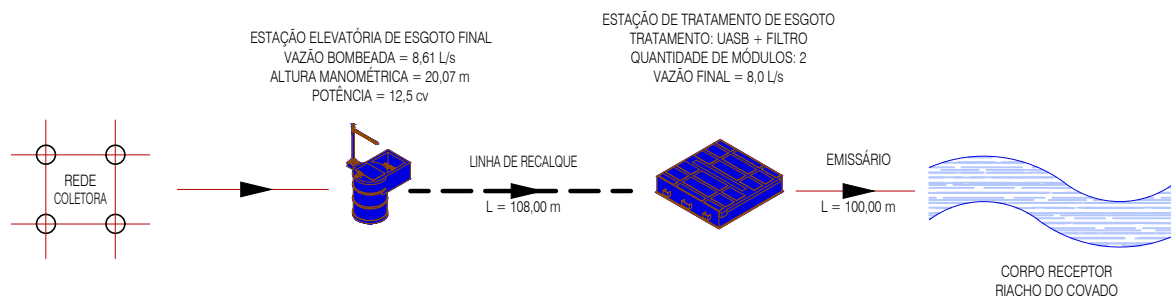 ESTAÇÃO ELEVATÓRIA DE ESGOTO FINAL
VAZÃO BOMBEADA = 8,61 L/s
ALTURA MANOMÉTRICA = 20,07 m
POTÊNCIA = 12,5 cv
ESTAÇÃO DE TRATAMENTO DE ESGOTO
TRATAMENTO: UASB + FILTRO
QUANTIDADE DE MÓDULOS: 2
VAZÃO FINAL = 8,0 L/s
REDE
COLETORA
LINHA DE RECALQUE
L = 108,00 m
EMISSÁRIO
L = 100,00 m
CORPO RECEPTOR
RIACHO DO COVADO